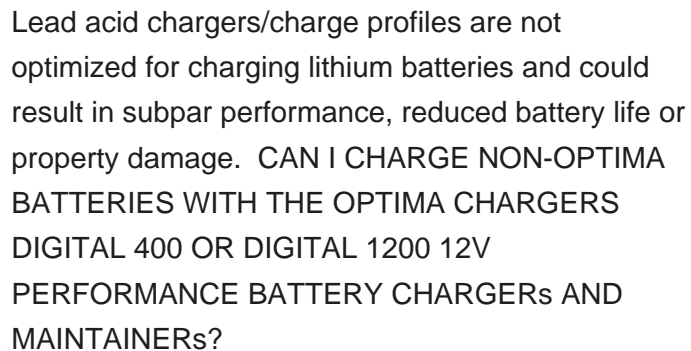 Lead acid chargers/charge profiles are not
optimized for charging lithium batteries and could
result in subpar performance, reduced battery life or
property damage.  CAN I CHARGE NON-OPTIMA
BATTERIES WITH THE OPTIMA CHARGERS
DIGITAL 400 OR DIGITAL 1200 12V
PERFORMANCE BATTERY CHARGERs AND
MAINTAINERs?